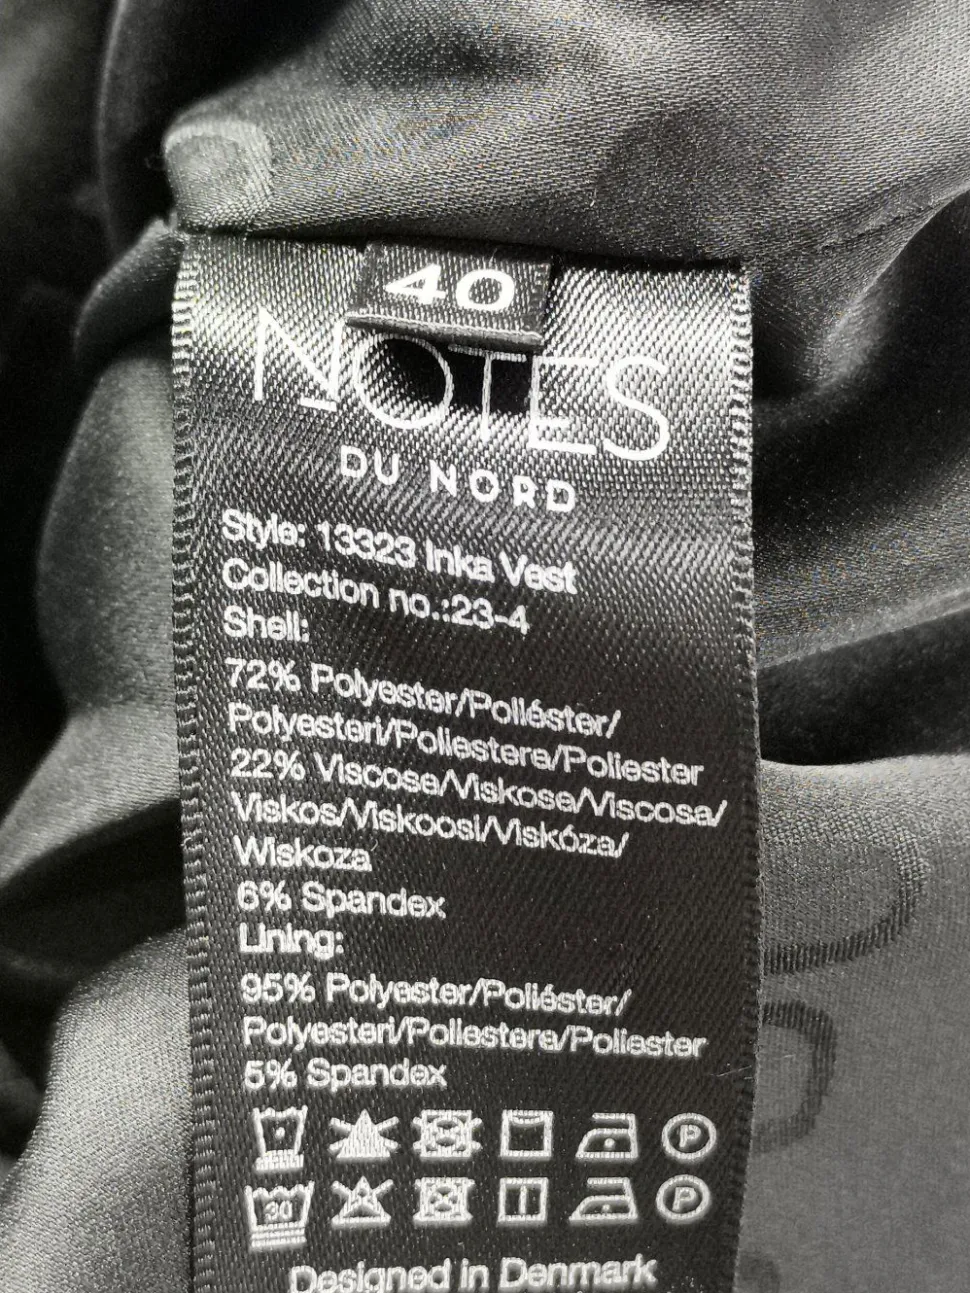 40
NOTES
DU NORD
Style: 13323 Inka Vest
Collection no.:23-4
Shell:
72% Polyester/Poliéster/
Polyesteri/Poliestere/Poliester
22% Viscose/Viskose/Viscosa/
Viskos/Viskoosi/Viskóza/
Wiskoza
6% Spandex
Lining:
95% Polyester/Poliéster/
Polyesteri/Poliestere/Poliester
5% Spandex
P
30 P
Designed in Denmark